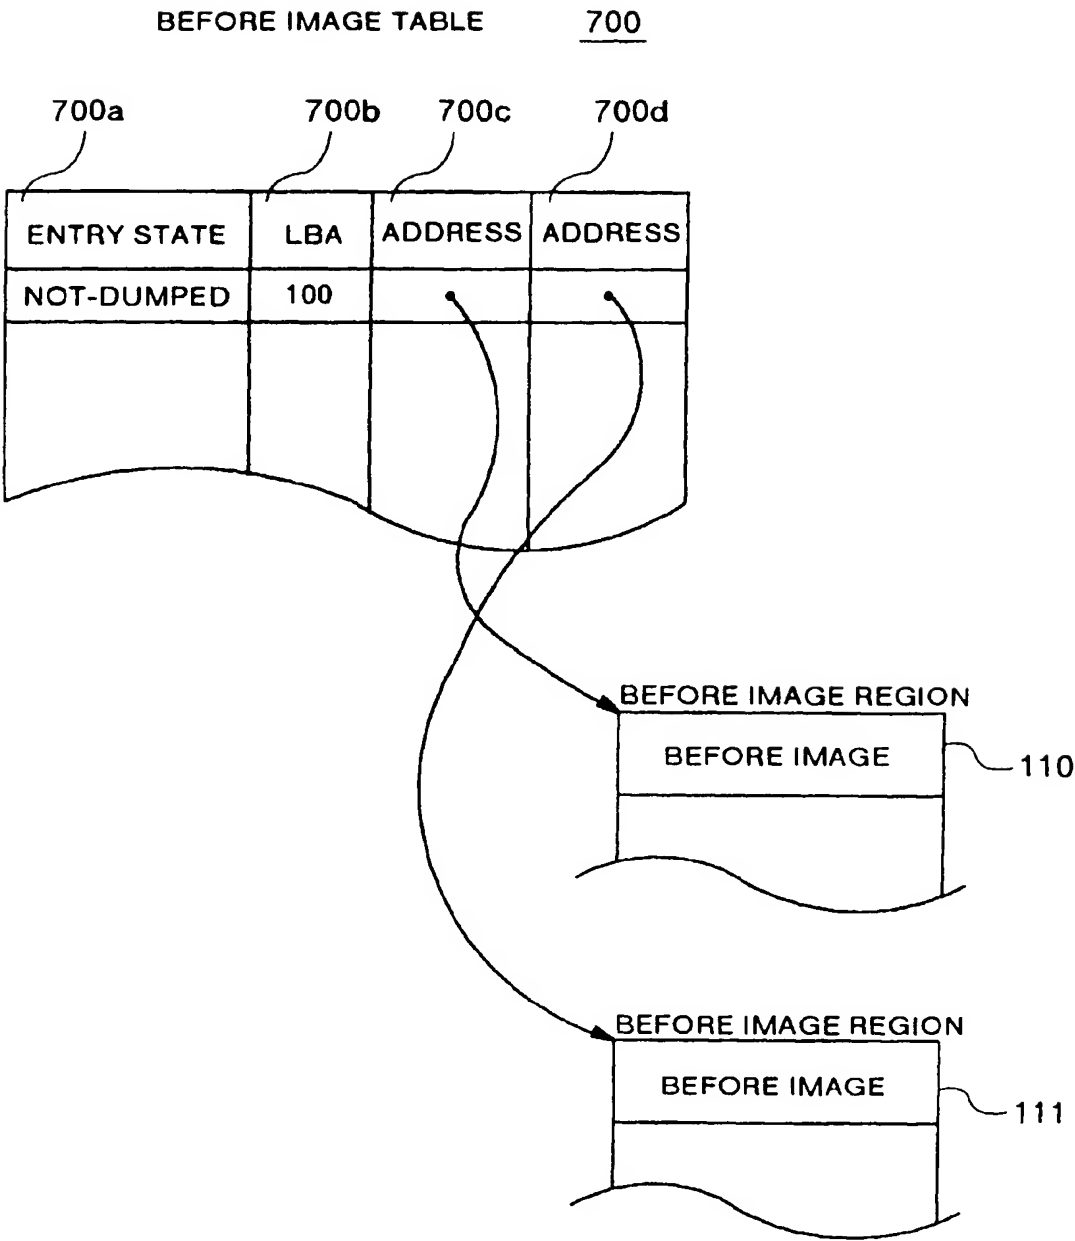 BEFORE IMAGE TABLE 700
700a 700b 700c 700d
ENTRY STATE LBA ADDRESS ADDRESS
NOT-DUMPED 100
BEFORE IMAGE REGION
BEFORE IMAGE
110
BEFORE IMAGE REGION
BEFORE IMAGE
111